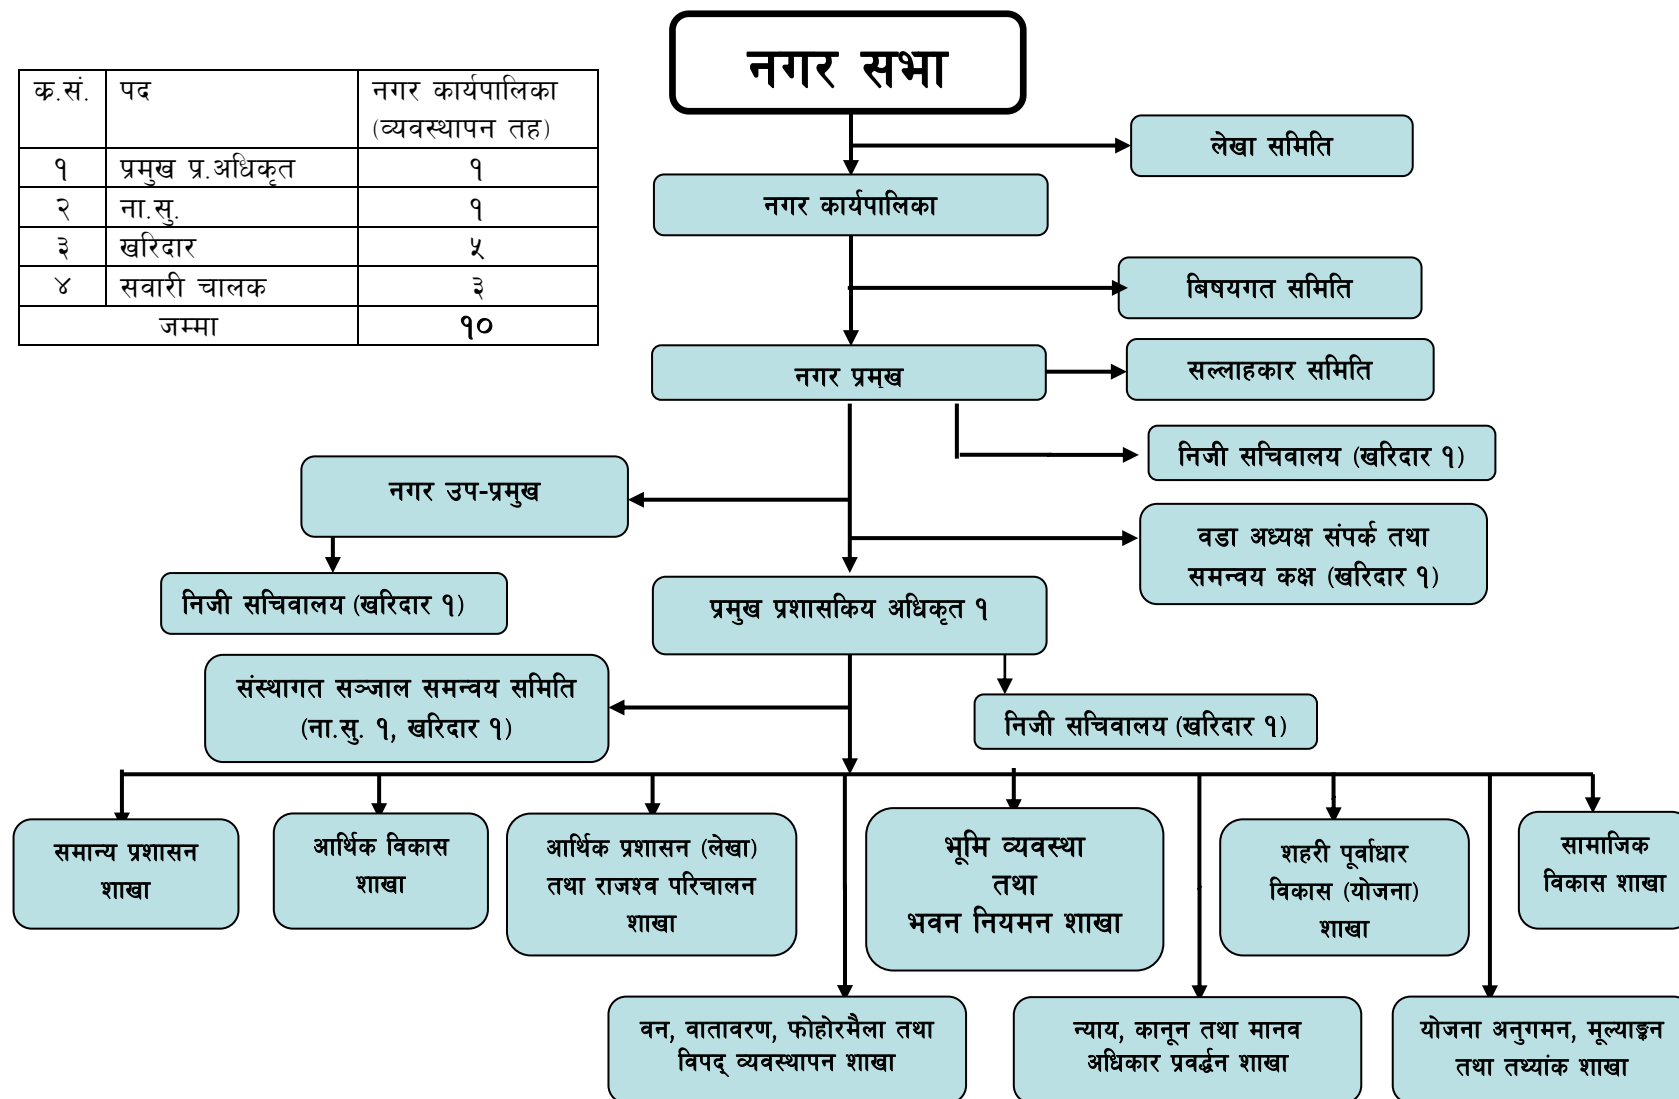 नगर सभा
क्र.सं. पद नगर कार्यपालिका
(व्यवस्थापन तह)
१ प्रमुख प्र.अधिकृत १
२ ना.सु. १
३ खरिदार ५
४ सवारी चालक ३
जम्मा १०
लेखा समिति
नगर कार्यपालिका
बिषयगत समिति
नगर प्रमुख
सल्लाहकार समिति
निजी सचिवालय (खरिदार १)
नगर उप-प्रमुख
वडा अध्यक्ष संपर्क तथा
समन्वय कक्ष (खरिदार १)
निजी सचिवालय (खरिदार १)
प्रमुख प्रशासकिय अधिकृत १
संस्थागत सञ्जाल समन्वय समिति
(ना.सु. १, खरिदार १)
निजी सचिवालय (खरिदार १)
समान्य प्रशासन
शाखा
आर्थिक विकास
शाखा
आर्थिक प्रशासन (लेखा)
तथा राजश्व परिचालन
शाखा
भूमि व्यवस्था
तथा
भवन नियमन शाखा
शहरी पूर्वाधार
विकास (योजना)
शाखा
सामाजिक
विकास शाखा
वन, वातावरण, फोहोरमैला तथा
विपद् व्यवस्थापन शाखा
न्याय, कानून तथा मानव
अधिकार प्रवर्द्धन शाखा
योजना अनुगमन, मूल्याङ्कन
तथा तथ्यांक शाखा